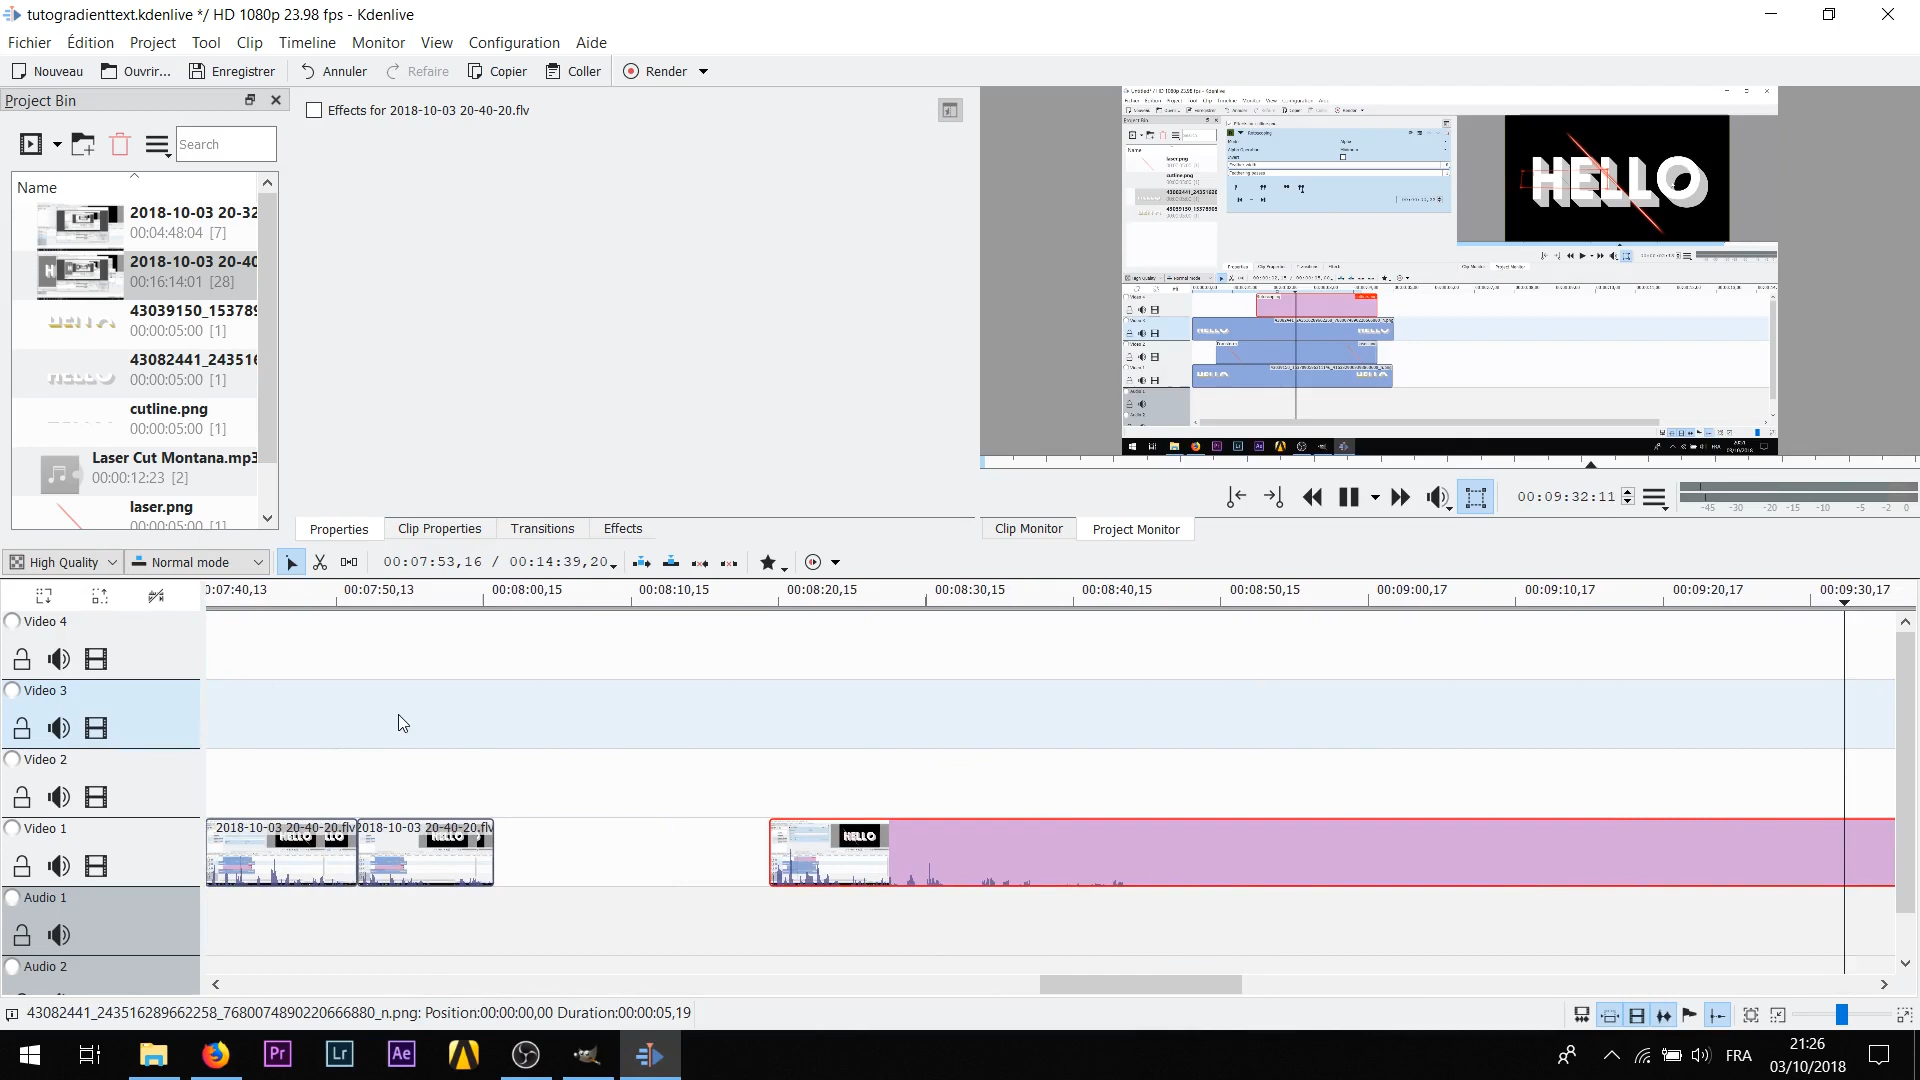 tutogradienttext.kdenlive */ HD 1080p 23.98 fps - Kdenlive
Fichier Édition Project Tool Clip Timeline Monitor View Configuration Aide
Nouveau Ouvrir... Enregistrer Annuler Refaire Copier Coller Render
Project Bin
Effects for 2018-10-03 20-40-20.flv
Search
Name
2018-10-03 20-32
00:04:48:04 [7]
2018-10-03 20-40
00:16:14:01 [28]
43039150_153789
00:00:05:00 [1]
43082441_243516
00:00:05:00 [1]
cutline.png
00:00:05:00 [1]
Laser Cut Montana.mp3
00:00:12:23 [2]
laser.png
00:00:05:00 [1]
HELLO
00:09:32:11
-45 -30 -20 -15 -10 -5 -2 0
Properties Clip Properties Transitions Effects
Clip Monitor Project Monitor
High Quality Normal mode 00:07:53,16 / 00:14:39,20
0:07:40,13 00:07:50,13 00:08:00,15 00:08:10,15 00:08:20,15 00:08:30,15 00:08:40,15 00:08:50,15 00:09:00,17 00:09:10,17 00:09:20,17 00:09:30,17
Video 4
Video 3
Video 2
Video 1
2018-10-03 20-40-20.flv 2018-10-03 20-40-20.flv
HELLO
Audio 1
Audio 2
43082441_243516289662258_7680074890220666880_n.png: Position:00:00:00,00 Duration:00:00:05,19
Pr Lr Ae
FRA
21:26
03/10/2018